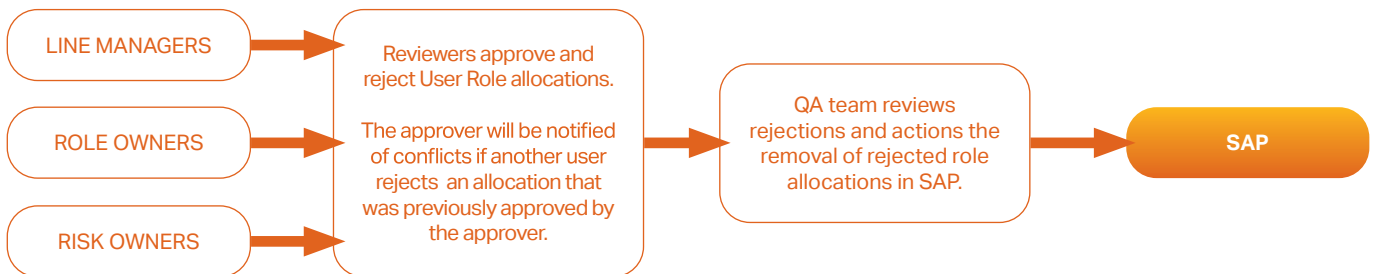 LINE MANAGERS
ROLE OWNERS
RISK OWNERS
Reviewers approve and
reject User Role allocations.
The approver will be notified
of conflicts if another user
rejects an allocation that
was previously approved by
the approver.
QA team reviews
rejections and actions the
removal of rejected role
allocations in SAP.
SAP